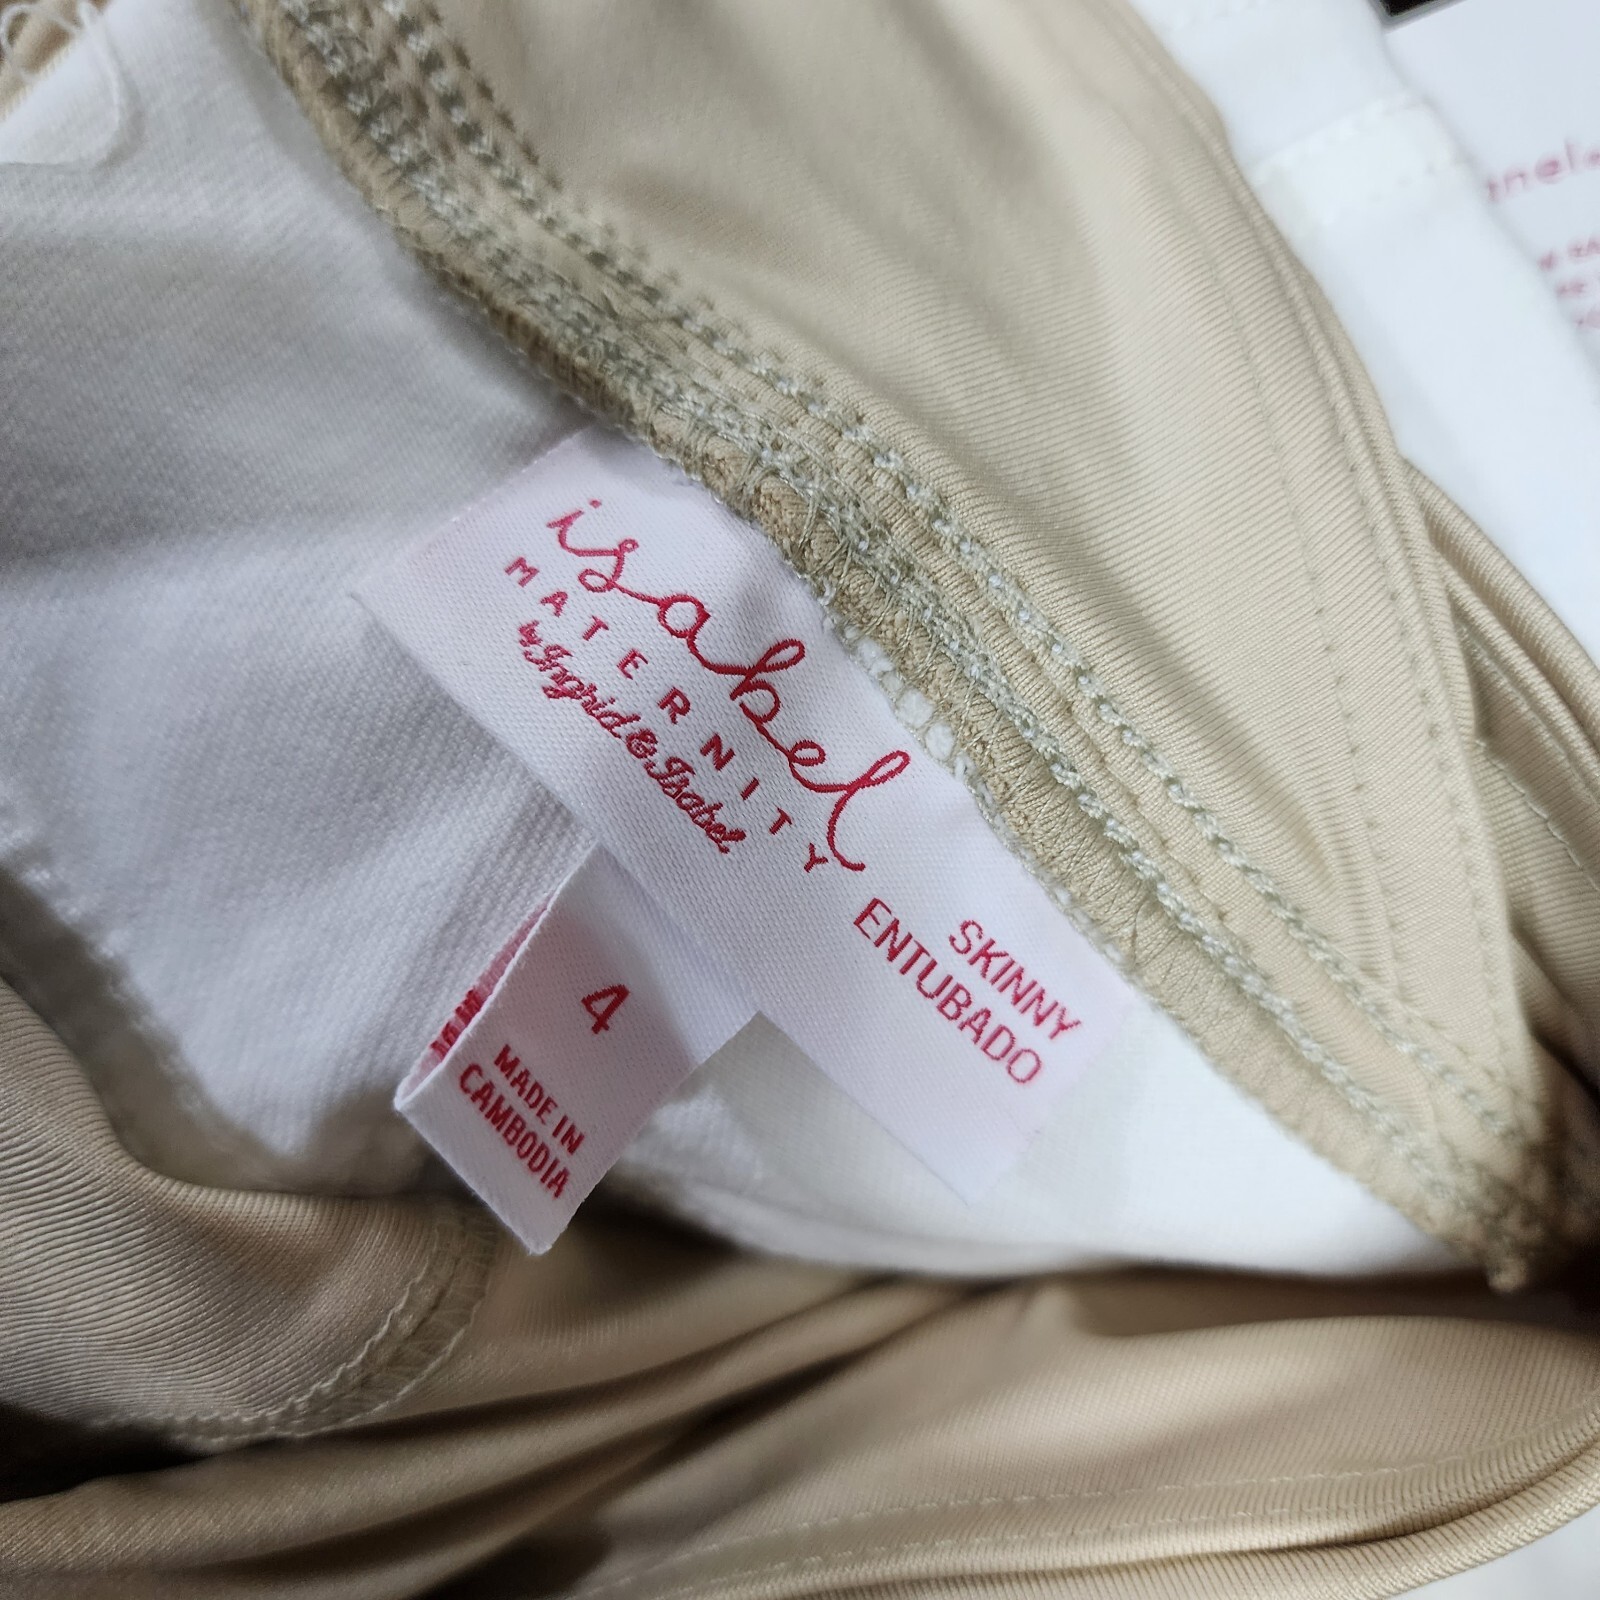 isabel
MATERNITY
by Ingrid & Isabel
SKINNY
ENTUBADO
4
MADE IN
CAMBODIA